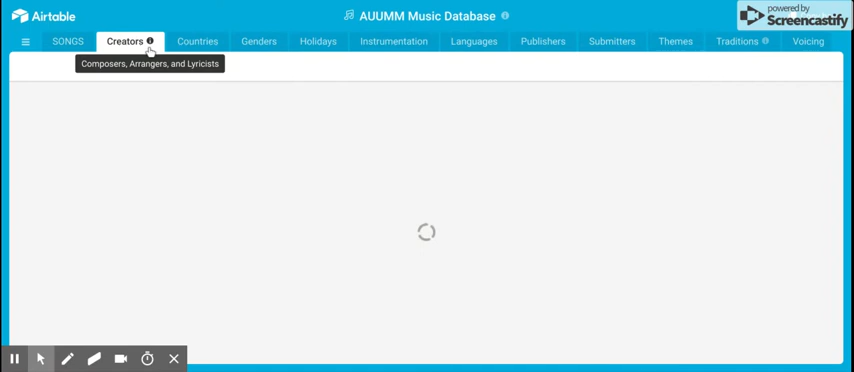 Airtable
AUUMM Music Database
powered by
Screencastify
SONGS Creators Countries Genders Holidays Instrumentation Languages Publishers Submitters Themes Traditions Voicing
Composers, Arrangers, and Lyricists